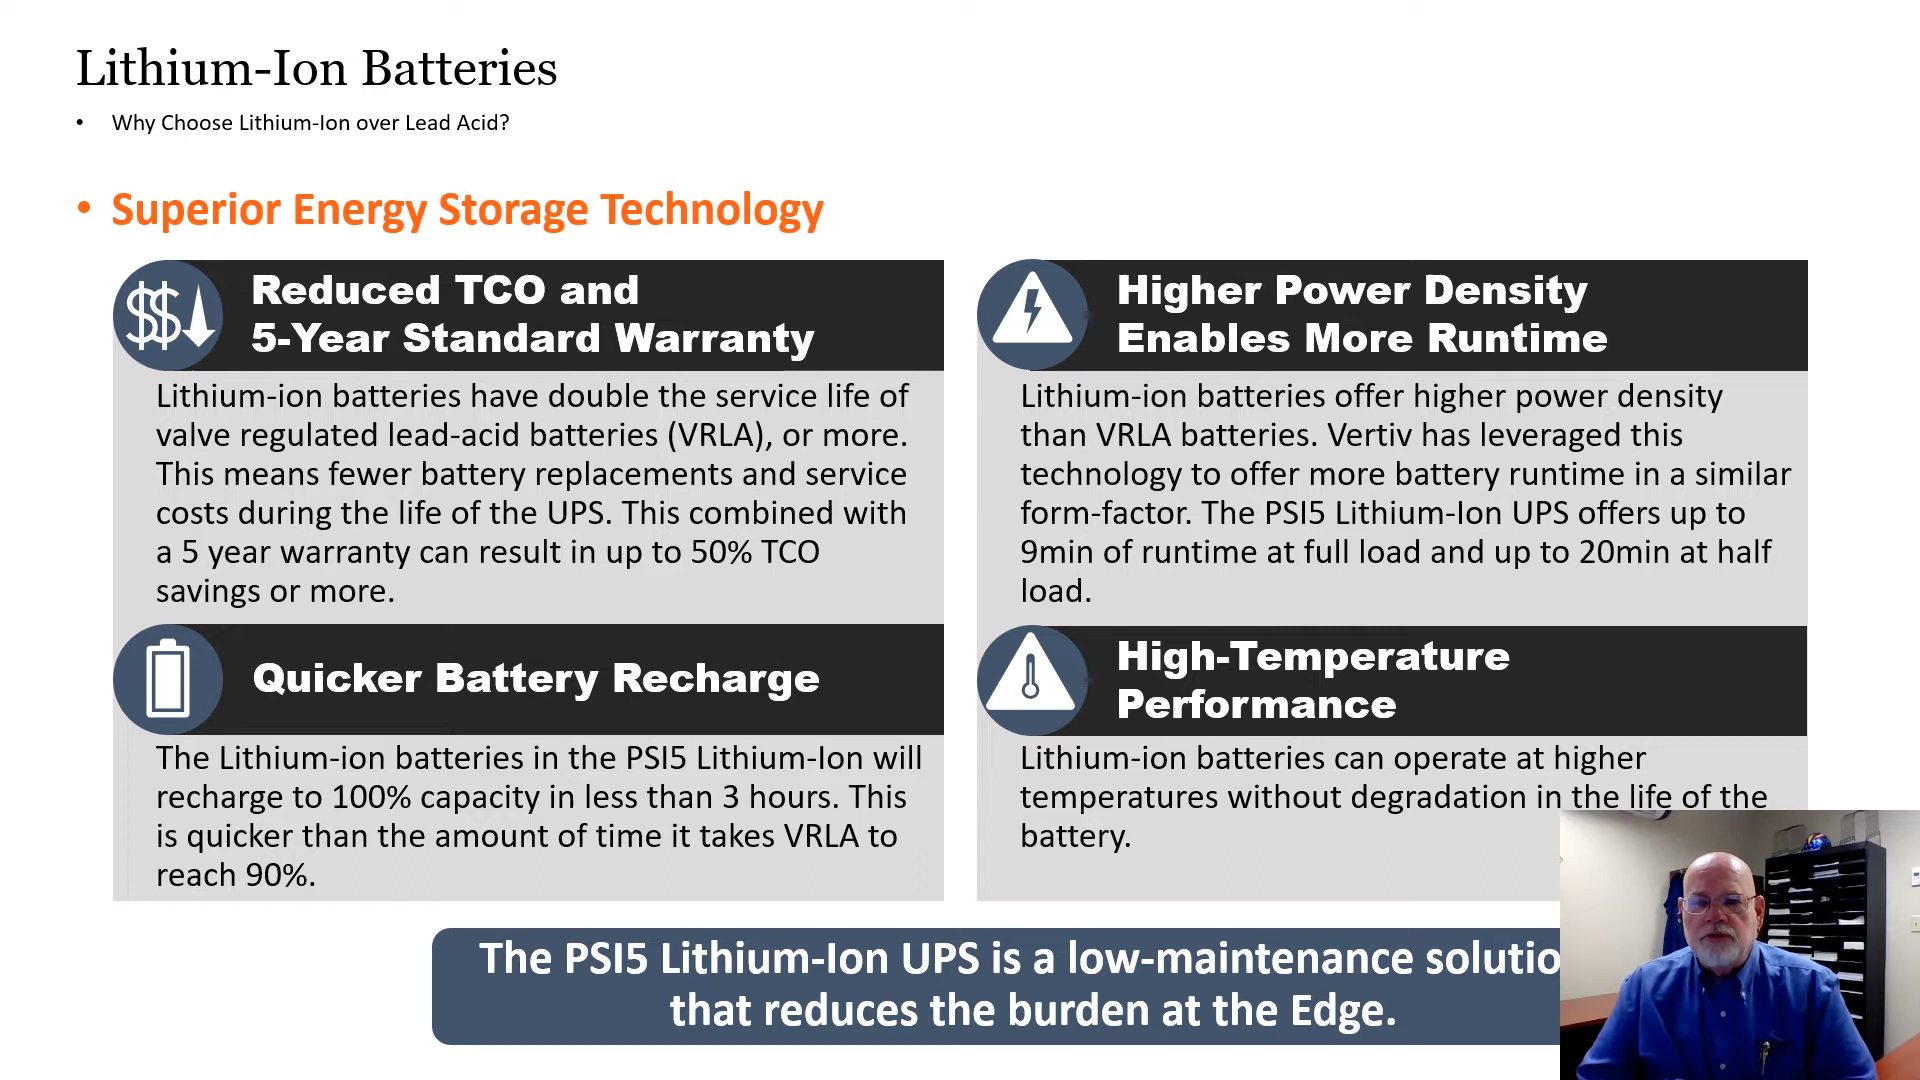 Lithium-Ion Batteries
• Why Choose Lithium-Ion over Lead Acid?
• Superior Energy Storage Technology
$$
Reduced TCO and
5-Year Standard Warranty
Lithium-ion batteries have double the service life of
valve regulated lead-acid batteries (VRLA), or more.
This means fewer battery replacements and service
costs during the life of the UPS. This combined with
a 5 year warranty can result in up to 50% TCO
savings or more.
Higher Power Density
Enables More Runtime
Lithium-ion batteries offer higher power density
than VRLA batteries. Vertiv has leveraged this
technology to offer more battery runtime in a similar
form-factor. The PSI5 Lithium-Ion UPS offers up to
9min of runtime at full load and up to 20min at half
load.
Quicker Battery Recharge
The Lithium-ion batteries in the PSI5 Lithium-Ion will
recharge to 100% capacity in less than 3 hours. This
is quicker than the amount of time it takes VRLA to
reach 90%.
High-Temperature
Performance
Lithium-ion batteries can operate at higher
temperatures without degradation in the life of the
battery.
The PSI5 Lithium-Ion UPS is a low-maintenance solutio
that reduces the burden at the Edge.